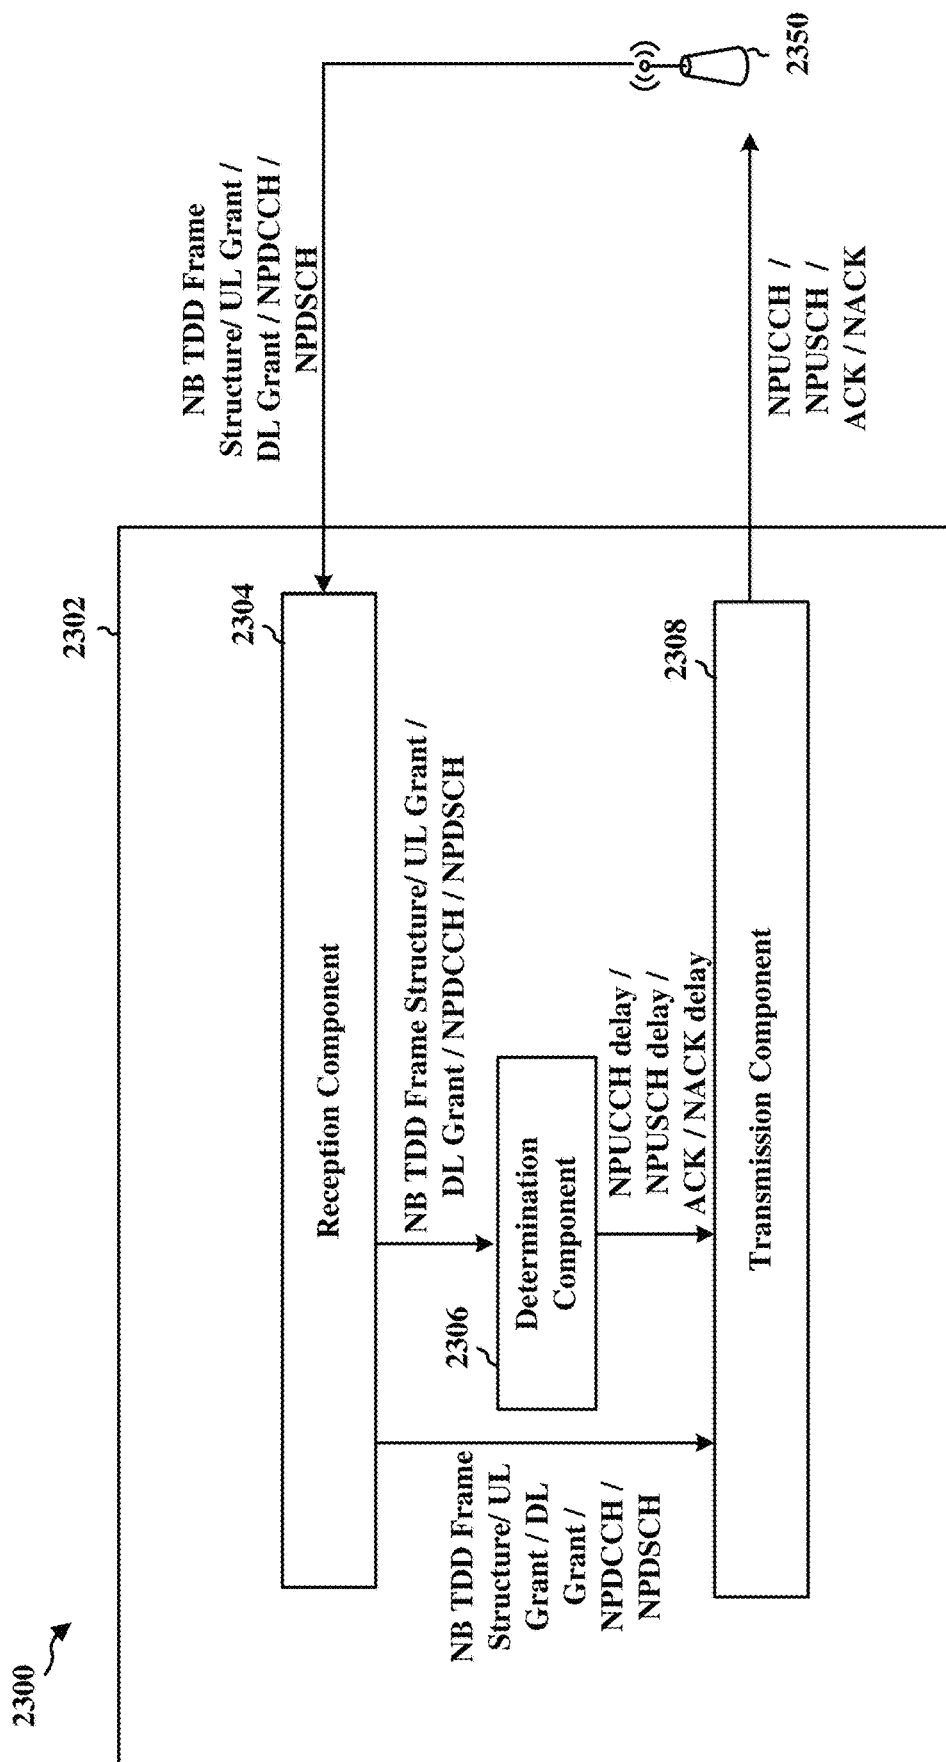 2300
2302
2304
Reception Component
NB TDD Frame
Structure/ UL Grant /
DL Grant / NPDCCH /
NPDSCH
2350
NB TDD Frame Structure/ UL Grant /
DL Grant / NPDCCH / NPDSCH
NB TDD Frame
Structure/ UL
Grant / DL
Grant /
NPDCCH /
NPDSCH
2306
Determination
Component
NPUCCH delay /
NPUSCH delay /
ACK / NACK delay
2308
Transmission Component
NPUCCH /
NPUSCH /
ACK / NACK